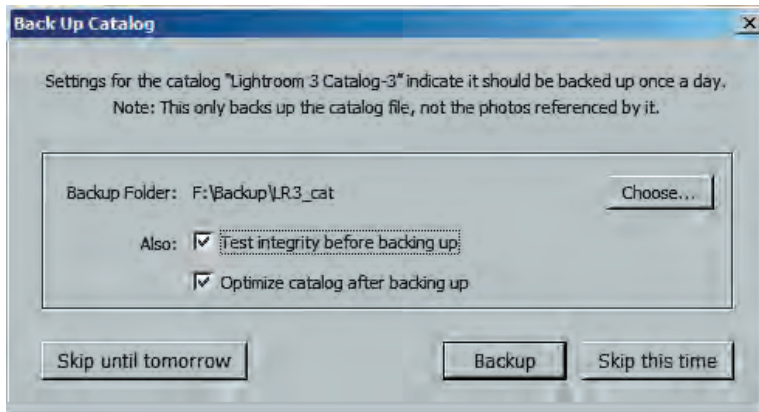 Back Up Catalog
Settings for the catalog "Lightroom 3 Catalog-3" indicate it should be backed up once a day.
Note: This only backs up the catalog file, not the photos referenced by it.
Backup Folder: F:\Backup\LR3_cat Choose...
Also: Test integrity before backing up
Optimize catalog after backing up
Skip until tomorrow Backup Skip this time